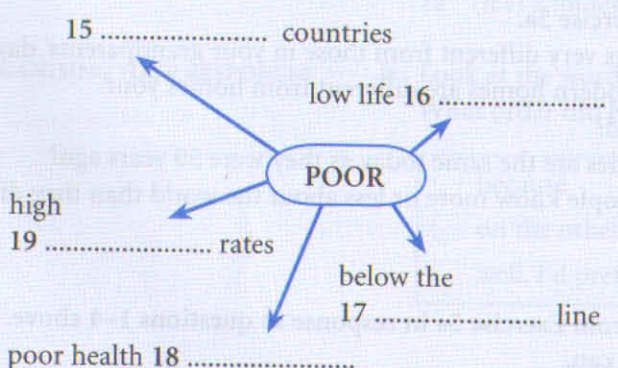 15 .......................... countries
low life 16 ..........................
POOR
high
19 .......................... rates
below the
17 .......................... line
poor health 18 ..........................